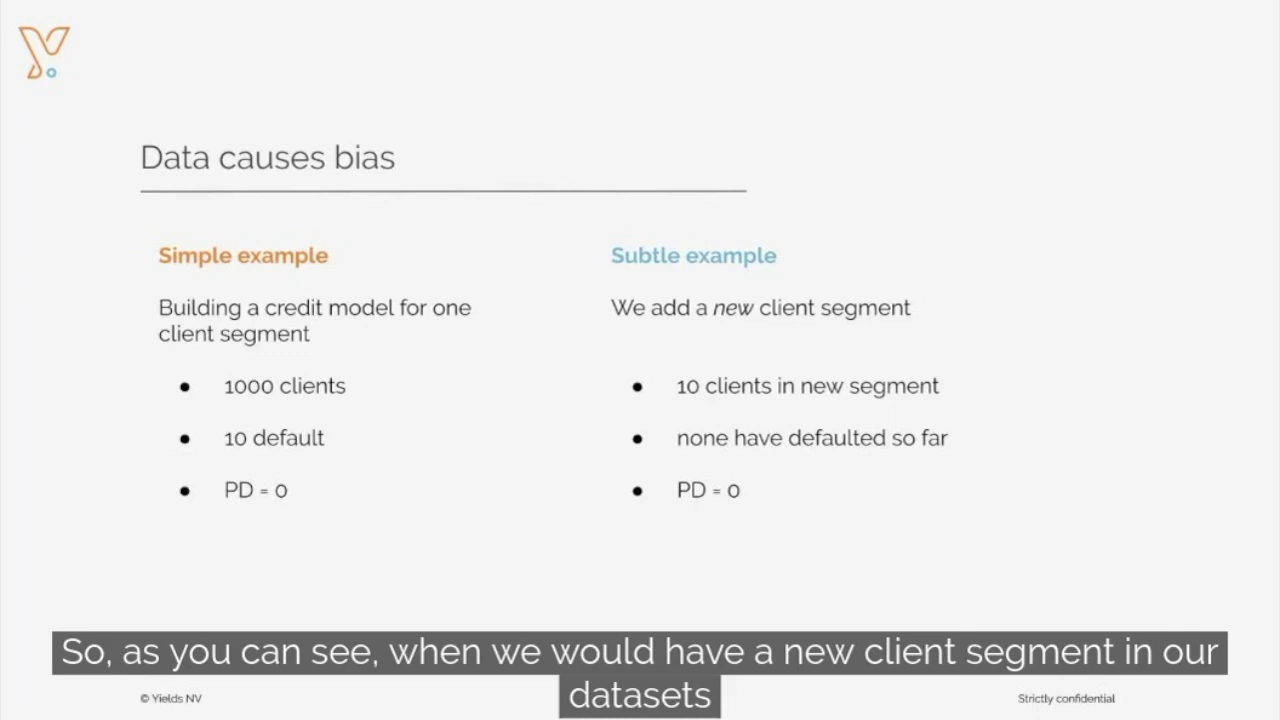 Data causes bias
Simple example
Building a credit model for one
client segment
● 1000 clients
● 10 default
● PD = 0
Subtle example
We add a new client segment
● 10 clients in new segment
● none have defaulted so far
● PD = 0
So, as you can see, when we would have a new client segment in our
datasets
© Yields NV
Strictly confidential